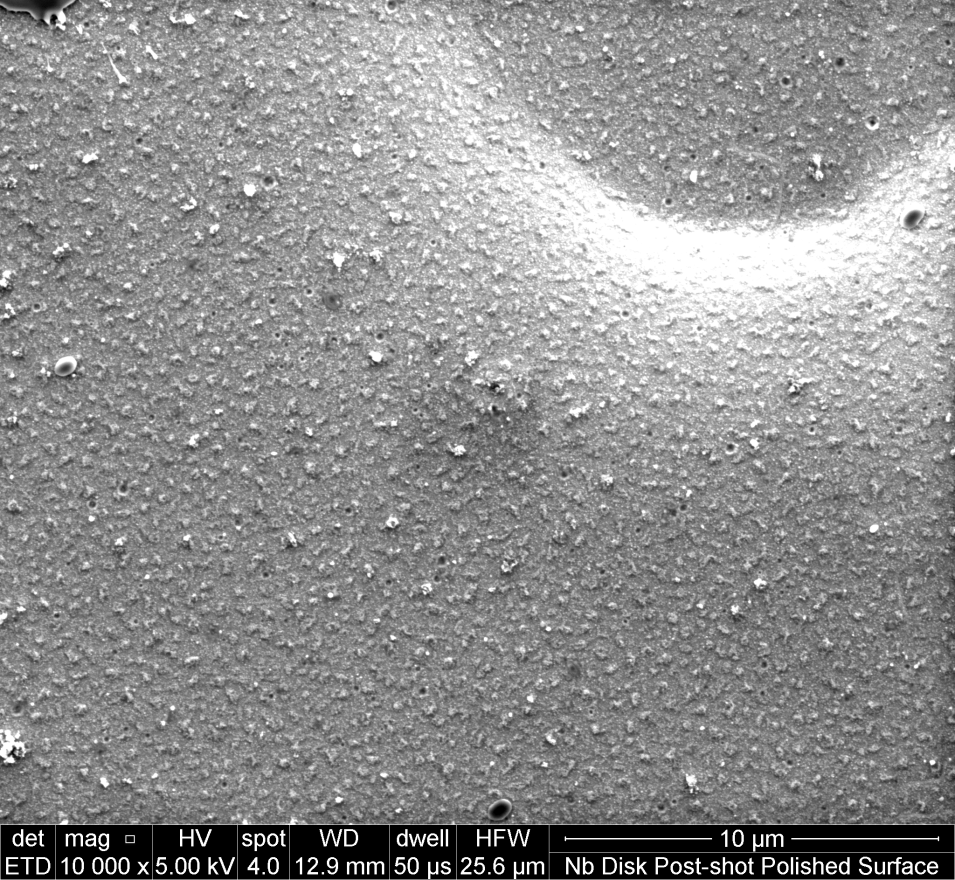 det mag □ HV spot WD dwell HFW 10 µm
ETD 10 000 x 5.00 kV 4.0 12.9 mm 50 µs 25.6 µm Nb Disk Post-shot Polished Surface